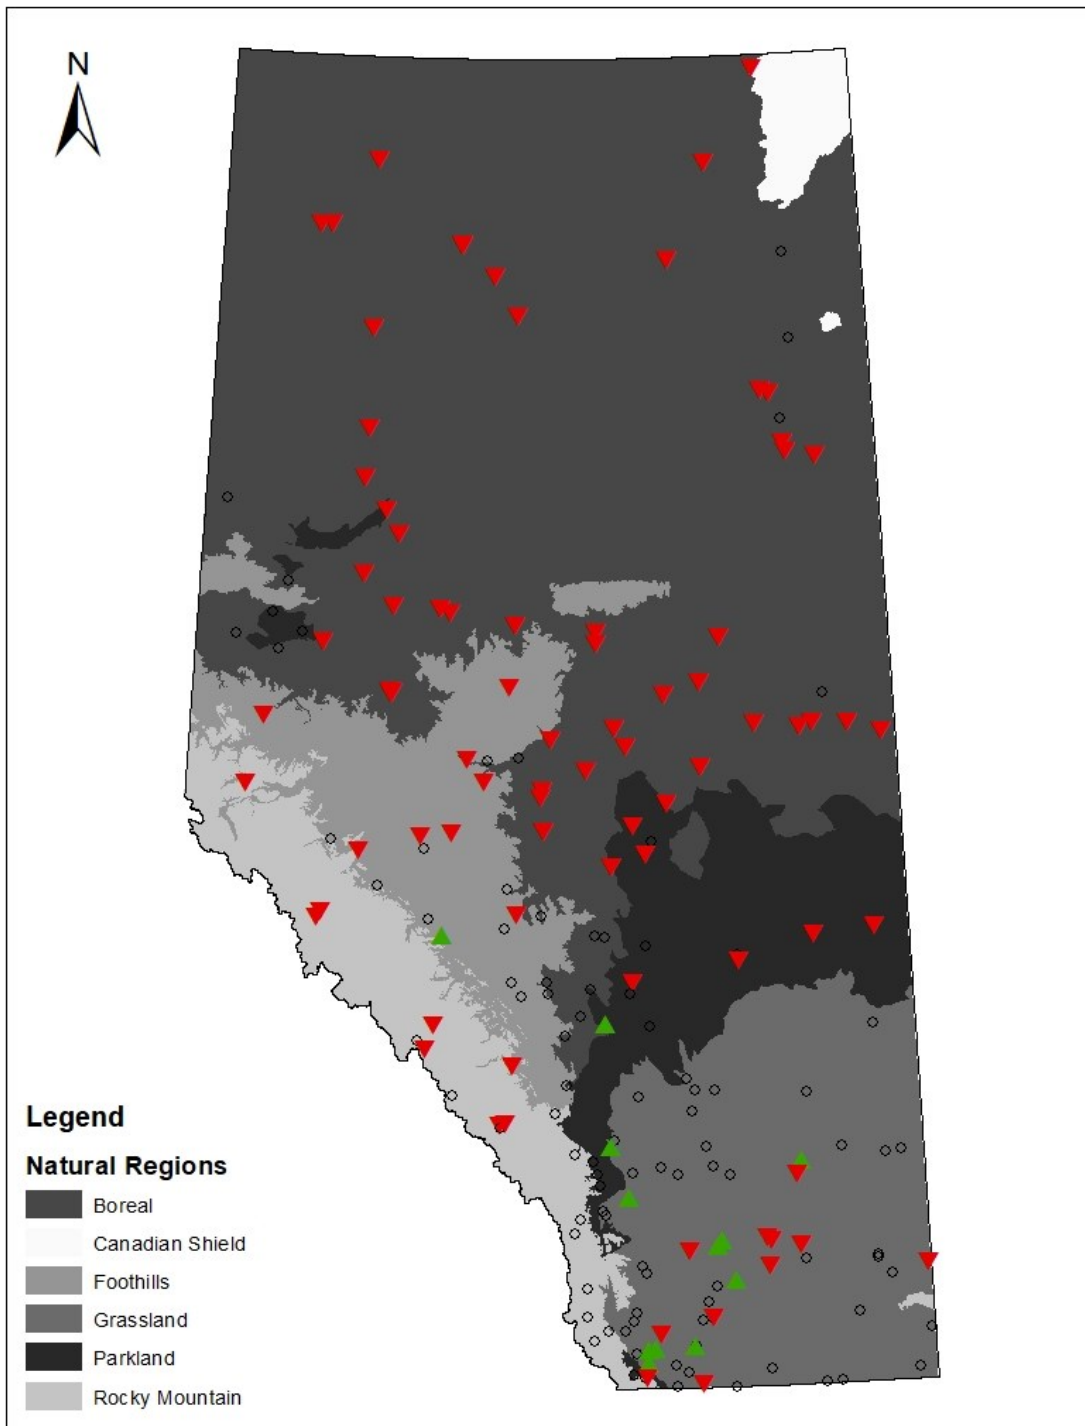 N
Legend
Natural Regions
Boreal
Canadian Shield
Foothills
Grassland
Parkland
Rocky Mountain